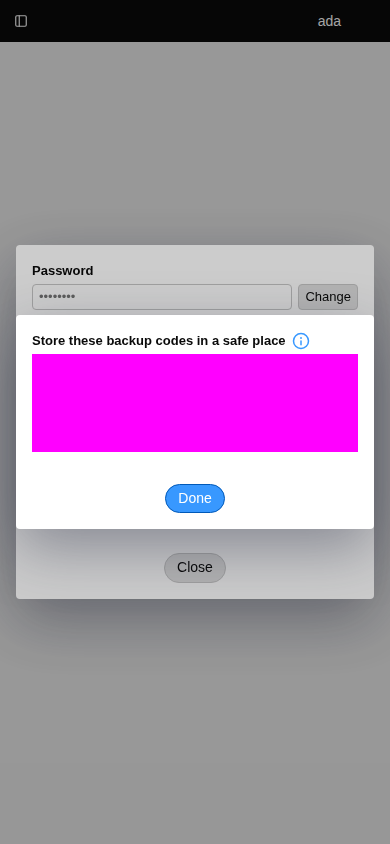 ada
Password
••••••••
Change
Store these backup codes in a safe place
Done
Close